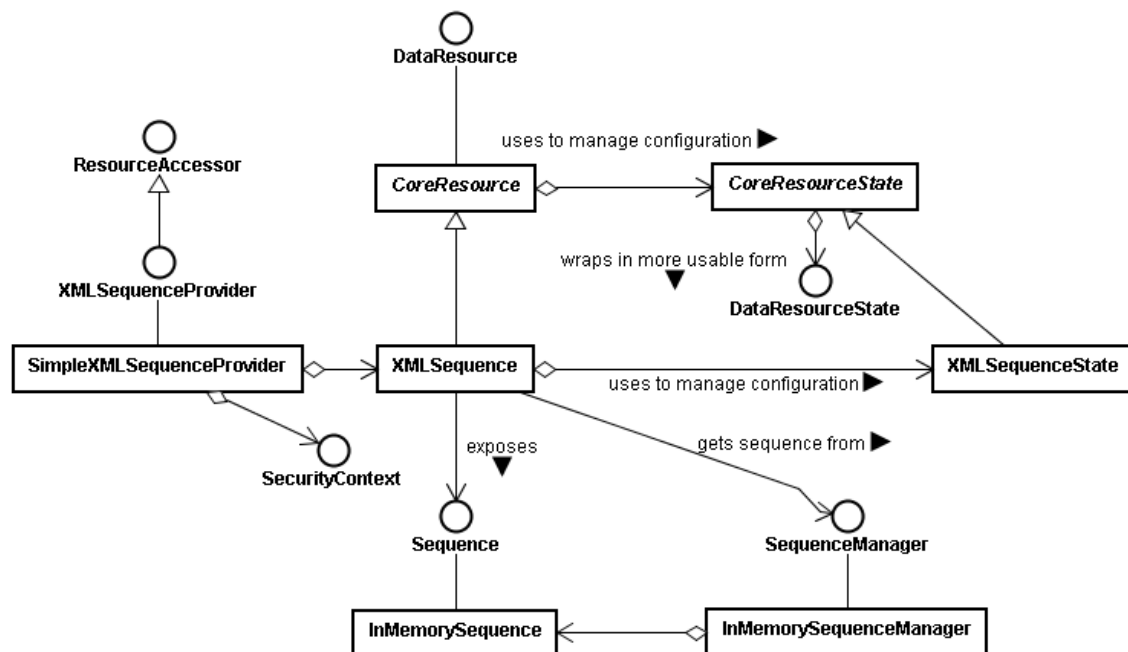 DataResource
uses to manage configuration ▶
ResourceAccessor
CoreResource
CoreResourceState
wraps in more usable form
▼
XMLSequenceProvider
DataResourceState
SimpleXMLSequenceProvider
XMLSequence
XMLSequenceState
uses to manage configuration ▶
exposes
▼
gets sequence from ▶
SecurityContext
Sequence
SequenceManager
InMemorySequence
InMemorySequenceManager